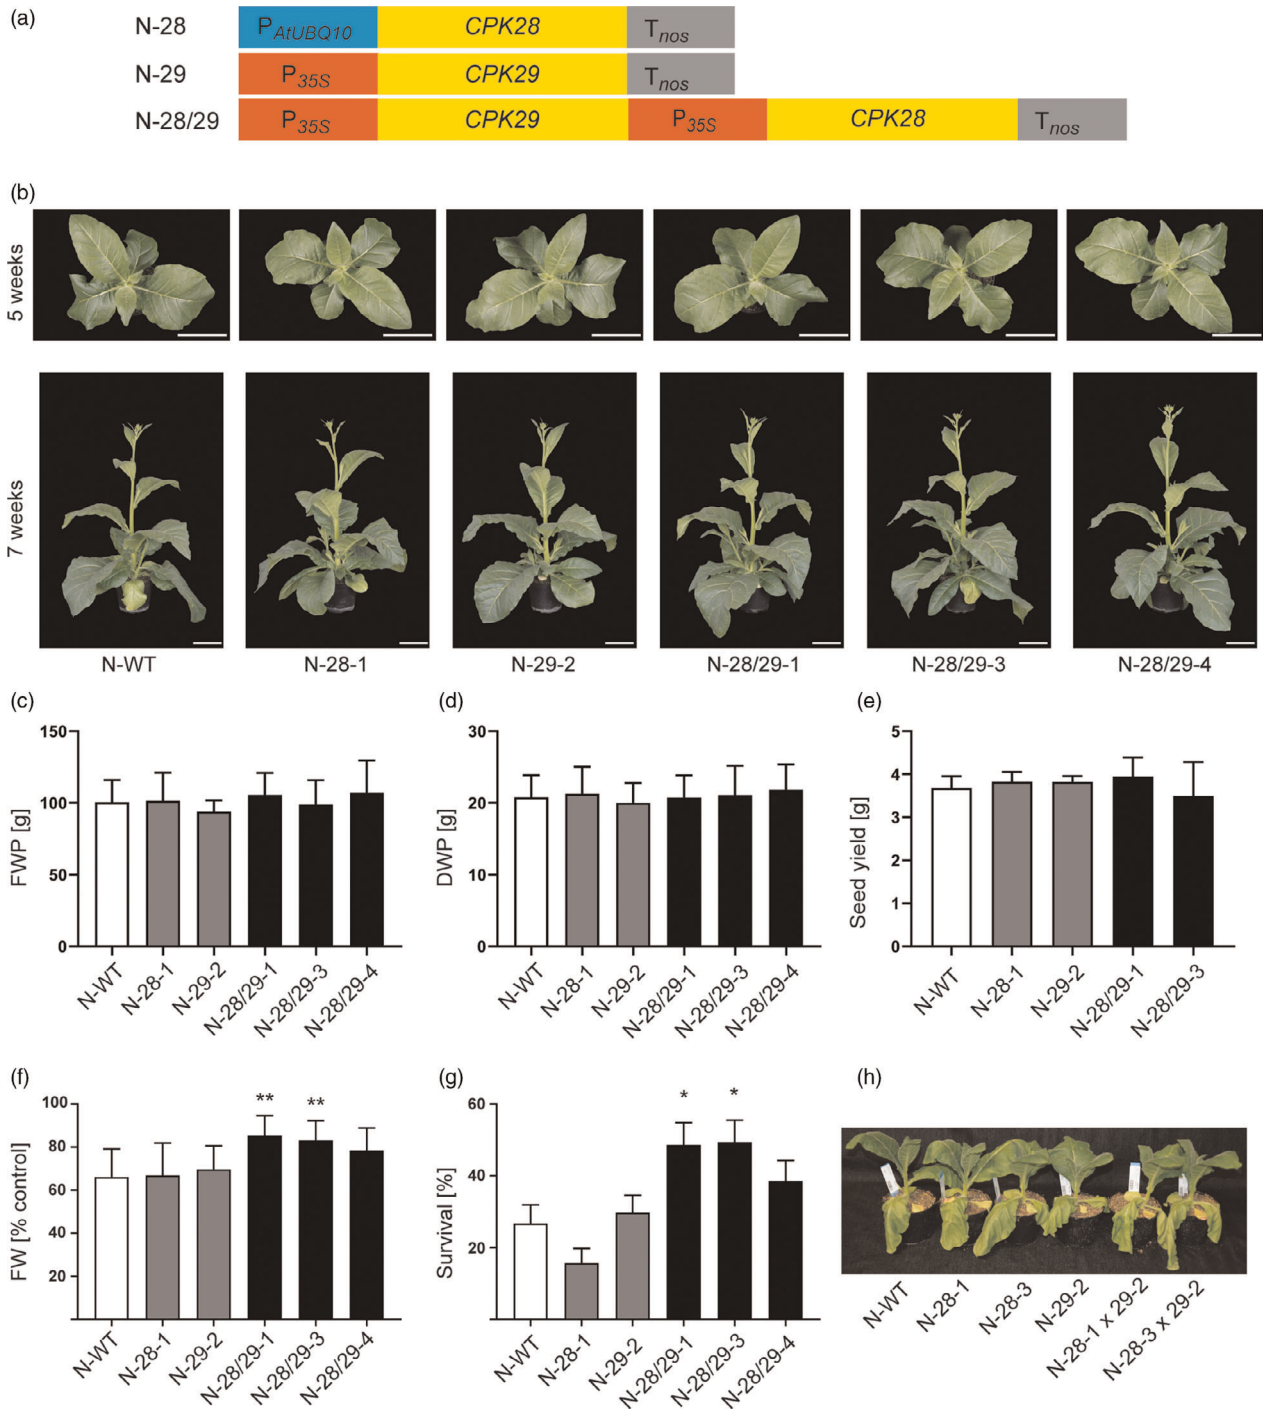 (a)
N-28 P AtUBQ10 CPK28 T nos
N-29 P 35S CPK29 T nos
N-28/29 P 35S CPK29 P 35S CPK28 T nos
(b)
5 weeks
7 weeks
N-WT N-28-1 N-29-2 N-28/29-1 N-28/29-3 N-28/29-4
(c)
FWP [g]
150
100
50
0
N-WT N-28-1 N-29-2 N-28/29-1 N-28/29-3 N-28/29-4
(d)
DWP [g]
30
20
10
0
N-WT N-28-1 N-29-2 N-28/29-1 N-28/29-3 N-28/29-4
(e)
Seed yield [g]
5
4
3
2
1
0
N-WT N-28-1 N-29-2 N-28/29-1 N-28/29-3
(f)
FW [% control]
100
80
60
40
20
** **
N-WT N-28-1 N-29-2 N-28/29-1 N-28/29-3 N-28/29-4
(g)
Survival [%]
60
40
20
* *
N-WT N-28-1 N-29-2 N-28/29-1 N-28/29-3 N-28/29-4
(h)
N-WT N-28-1 N-28-3 N-29-2 N-28-1 x 29-2 N-28-3 x 29-2